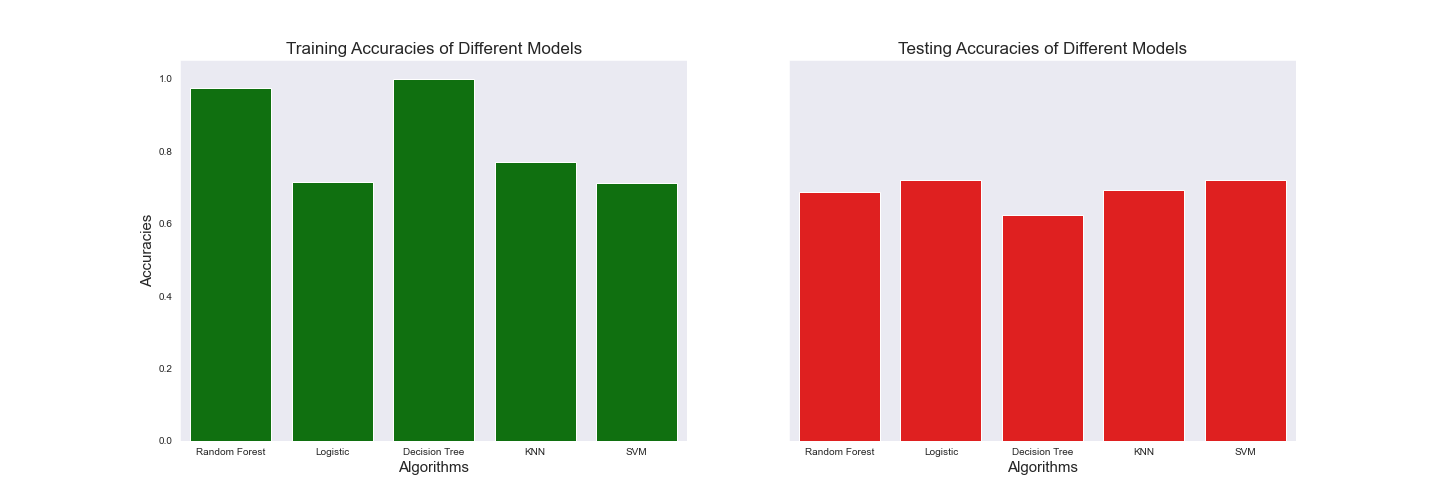 Training Accuracies of Different Models
1.0
0.8
0.6
0.4
0.2
0.0
Accuracies
Random Forest Logistic Decision Tree KNN SVM
Algorithms
Testing Accuracies of Different Models
Random Forest Logistic Decision Tree KNN SVM
Algorithms